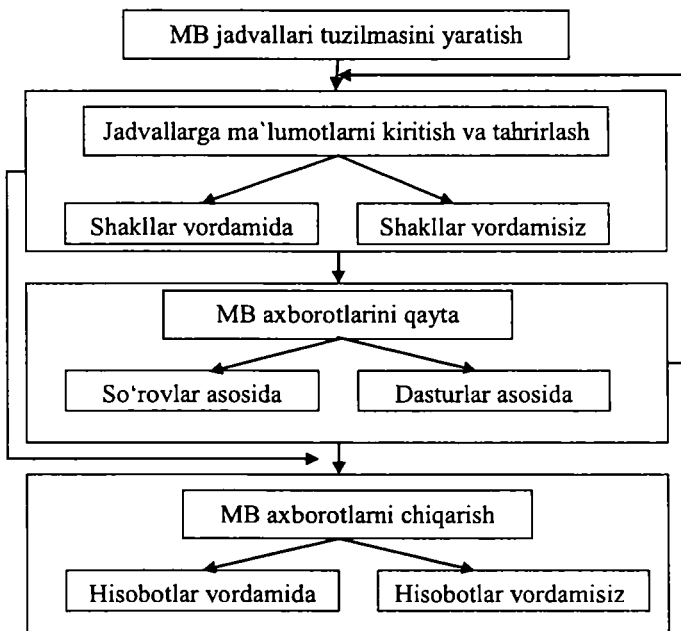 MB jadvallari tuzilmasini yaratish
Jadvallarga ma`lumotlarni kiritish va tahrirlash
Shakllar vordamida
Shakllar vordamisiz
MB axborotlarini qayta
So‘rovlar asosida
Dasturlar asosida
MB axborotlarni chiqarish
Hisobotlar vordamida
Hisobotlar vordamisiz